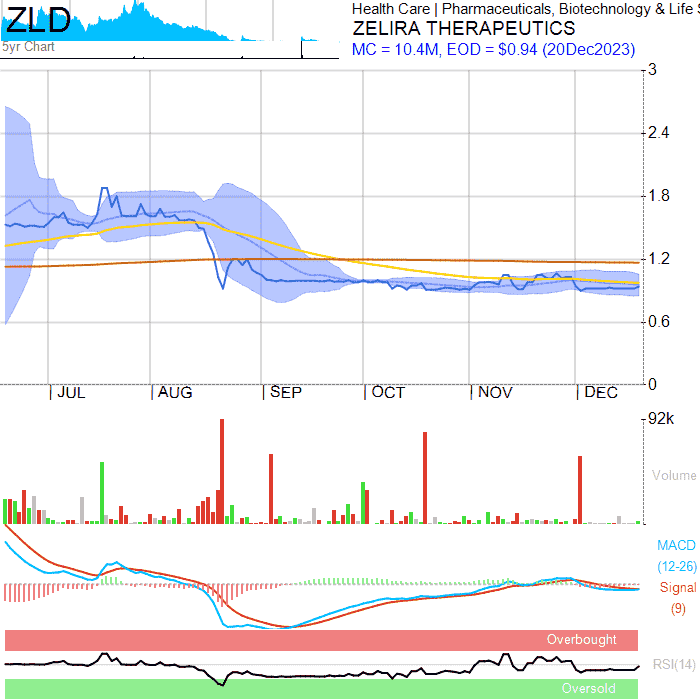 ZLD
5yr Chart
Health Care | Pharmaceuticals, Biotechnology & Life S
ZELIRA THERAPEUTICS
MC = 10.4M, EOD = $0.94 (20Dec2023)
3
2.4
1.8
1.2
0.6
0
JUL AUG SEP OCT NOV DEC
92k
Volume
MACD
(12-26)
Signal
(9)
Overbought
RSI(14)
Oversold